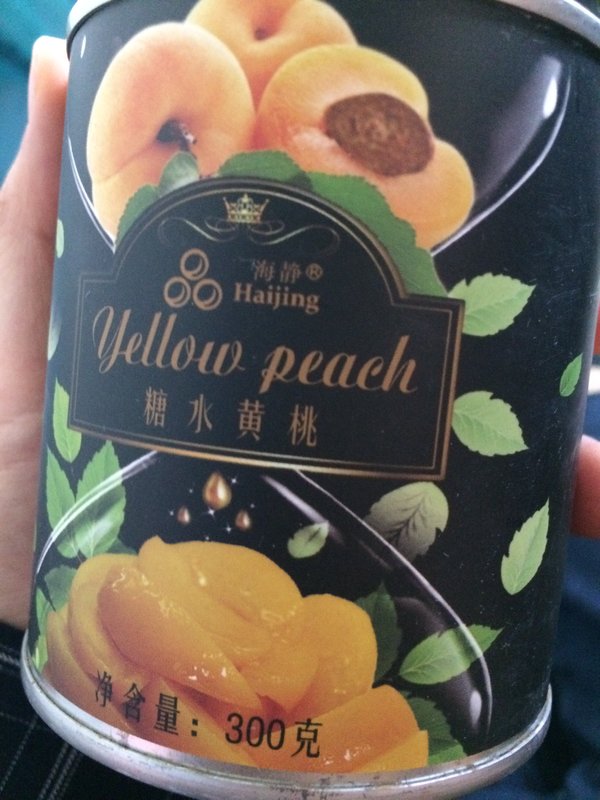 海静®
Haijing
Yellow peach
糖水黄桃
净含量：300克